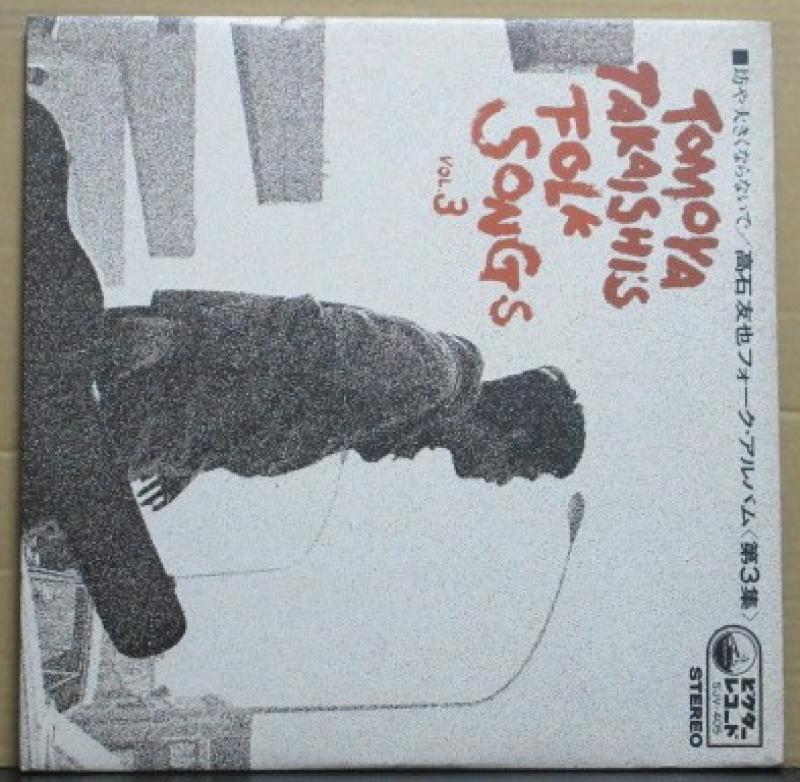 ■坊や大きくならないで/高石友也フォーク・アルバム〈第3集〉
TOMOYA
TAKAISHI'S
FOLK
SONGS
VOL.3
ビクター
レコード
SJV-405
STEREO